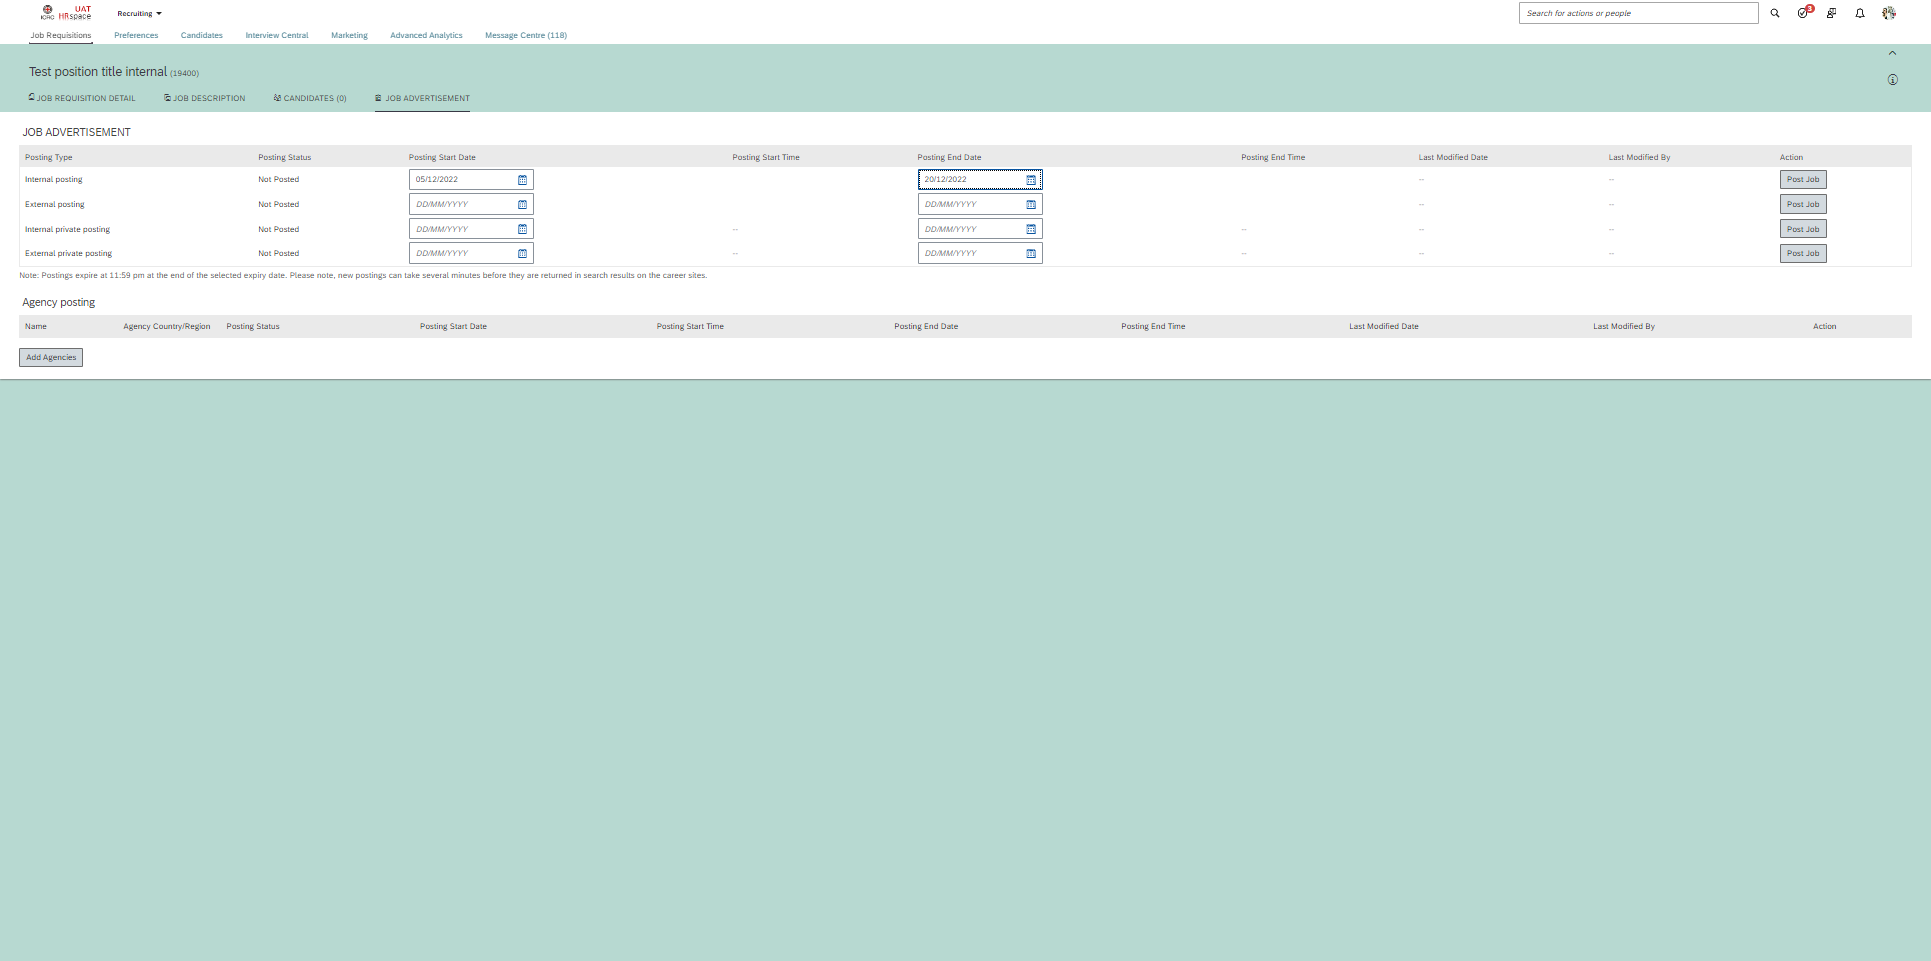 UAT
ICRC HRspace
Recruiting
Search for actions or people
3
Job Requisitions Preferences Candidates Interview Central Marketing Advanced Analytics Message Centre (118)
Test position title internal (19400)
JOB REQUISITION DETAIL JOB DESCRIPTION CANDIDATES (0) JOB ADVERTISEMENT
JOB ADVERTISEMENT
Posting Type Posting Status Posting Start Date Posting Start Time Posting End Date Posting End Time Last Modified Date Last Modified By Action
Internal posting Not Posted 05/12/2022 20/12/2022 -- -- Post Job
External posting Not Posted DD/MM/YYYY DD/MM/YYYY -- -- Post Job
Internal private posting Not Posted DD/MM/YYYY -- DD/MM/YYYY -- -- -- Post Job
External private posting Not Posted DD/MM/YYYY -- DD/MM/YYYY -- -- -- Post Job
Note: Postings expire at 11:59 pm at the end of the selected expiry date. Please note, new postings can take several minutes before they are returned in search results on the career sites.
Agency posting
Name Agency Country/Region Posting Status Posting Start Date Posting Start Time Posting End Date Posting End Time Last Modified Date Last Modified By Action
Add Agencies